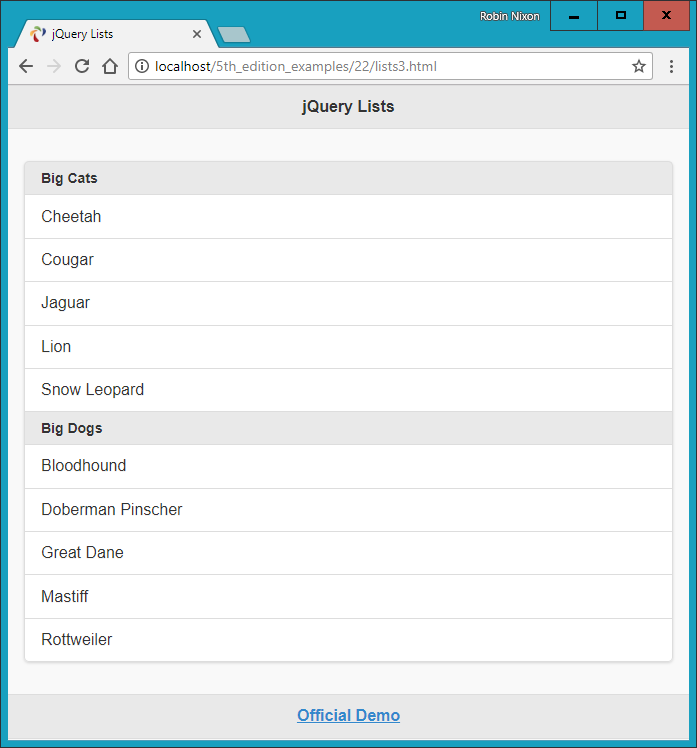 Robin Nixon
jQuery Lists
localhost/5th_edition_examples/22/lists3.html
jQuery Lists
Big Cats
Cheetah
Cougar
Jaguar
Lion
Snow Leopard
Big Dogs
Bloodhound
Doberman Pinscher
Great Dane
Mastiff
Rottweiler
Official Demo